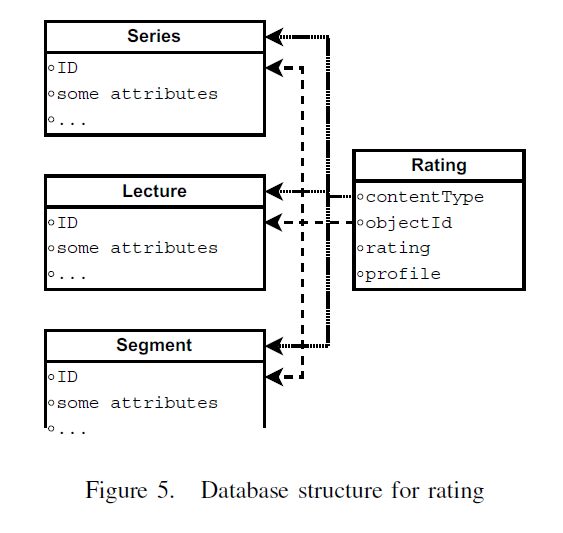 Series
ID
some attributes
...
Lecture
ID
some attributes
...
Segment
ID
some attributes
...
Rating
contentType
objectId
rating
profile
Figure 5. Database structure for rating